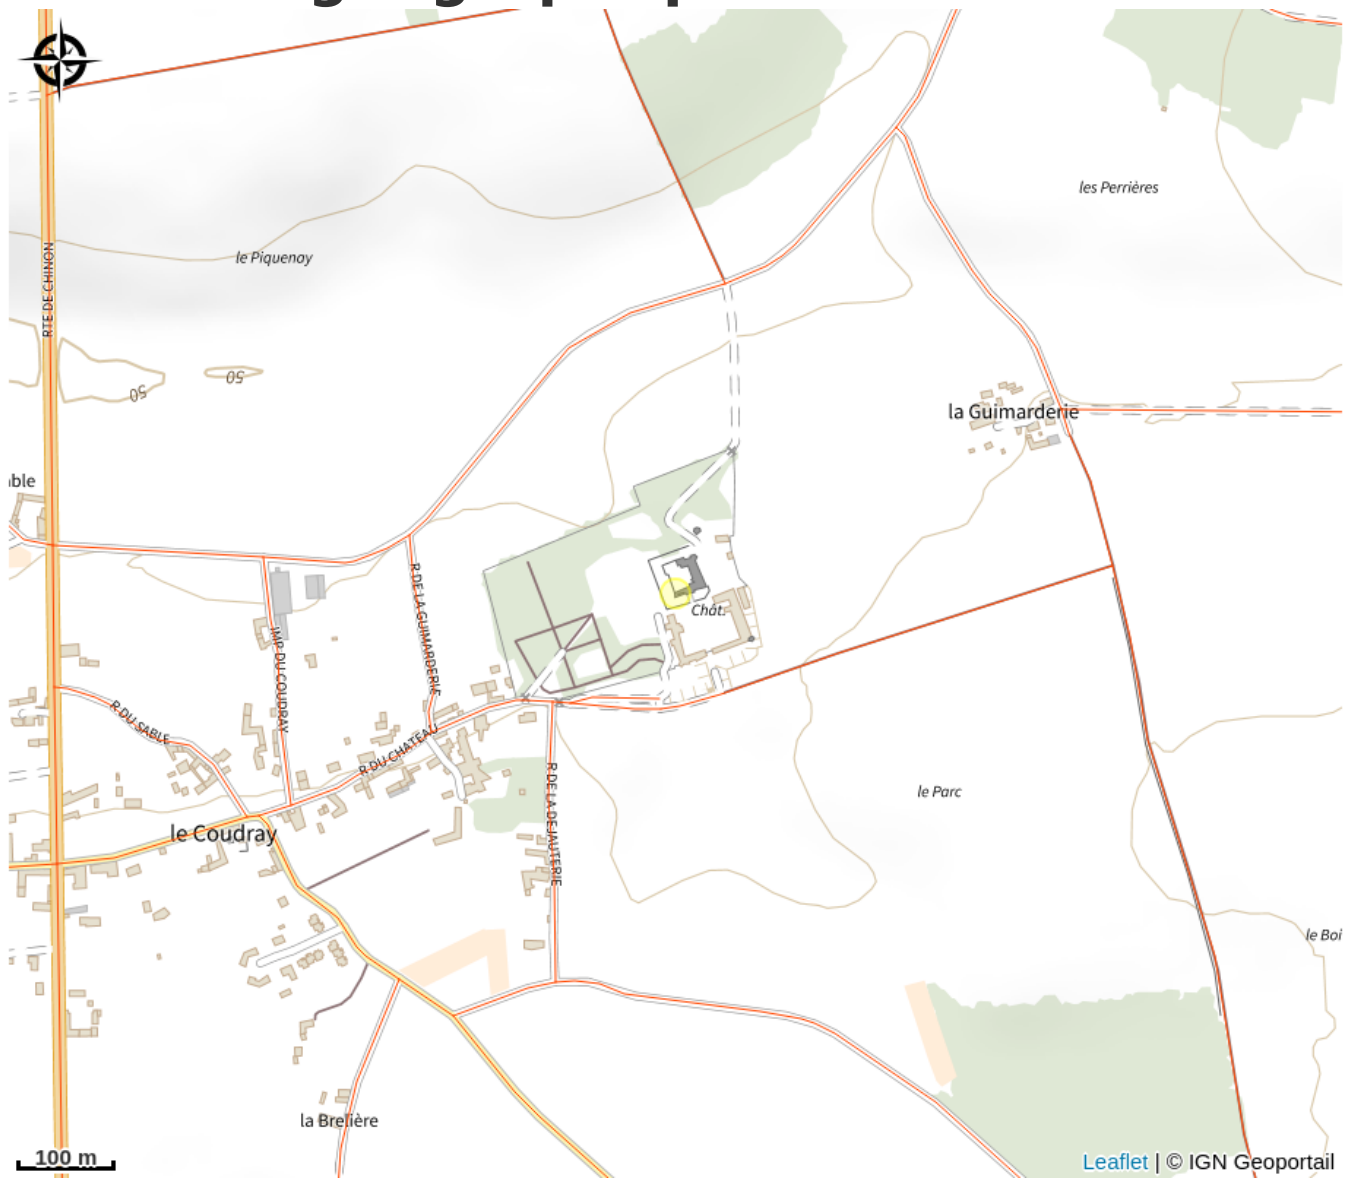 les Perrières
le Piquenay
RTE DE CHINON
50
50
la Guimarderie
Chât.
R DE LA GUIMARDERIE
IMP DU COUDRAY
R DU SABLE
R DU CHATEAU
R DE LA DEJAUTERIE
le Parc
le Coudray
le Boi
la Brelière
100 m
Leaflet | © IGN Geoportail